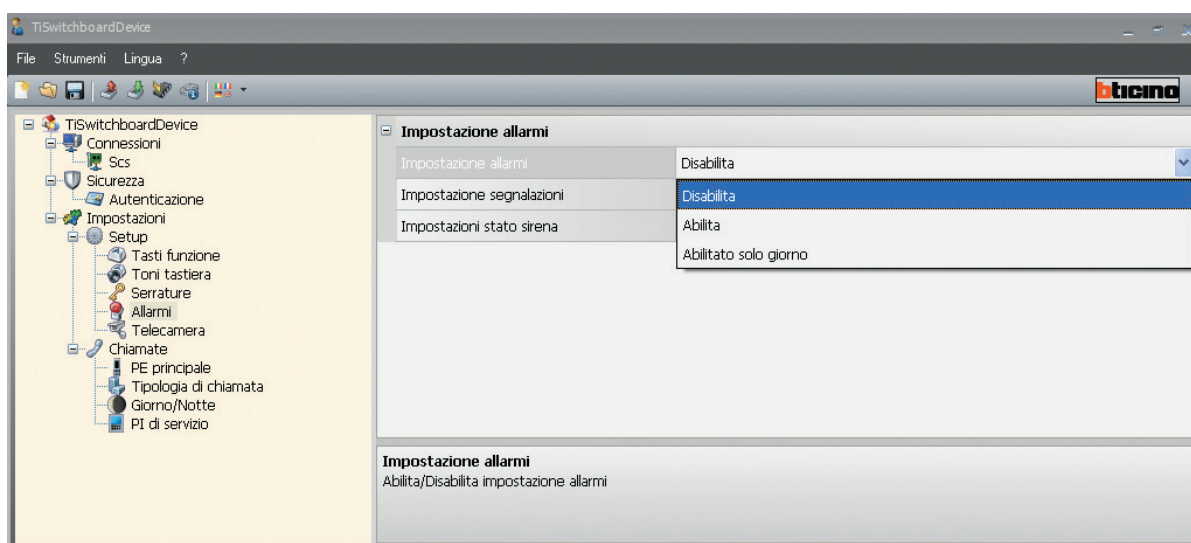 TiSwitchboardDevice
File Strumenti Lingua ?
bticino
TiSwitchboardDevice
Connessioni
Scs
Sicurezza
Autenticazione
Impostazioni
Setup
Tasti funzione
Toni tastiera
Serrature
Allarmi
Telecamera
Chiamate
PE principale
Tipologia di chiamata
Giorno/Notte
PI di servizio
Impostazione allarmi
Impostazione allarmi Disabilita
Impostazione segnalazioni
Impostazioni stato sirena
Disabilita
Abilita
Abilitato solo giorno
Impostazione allarmi
Abilita/Disabilita impostazione allarmi